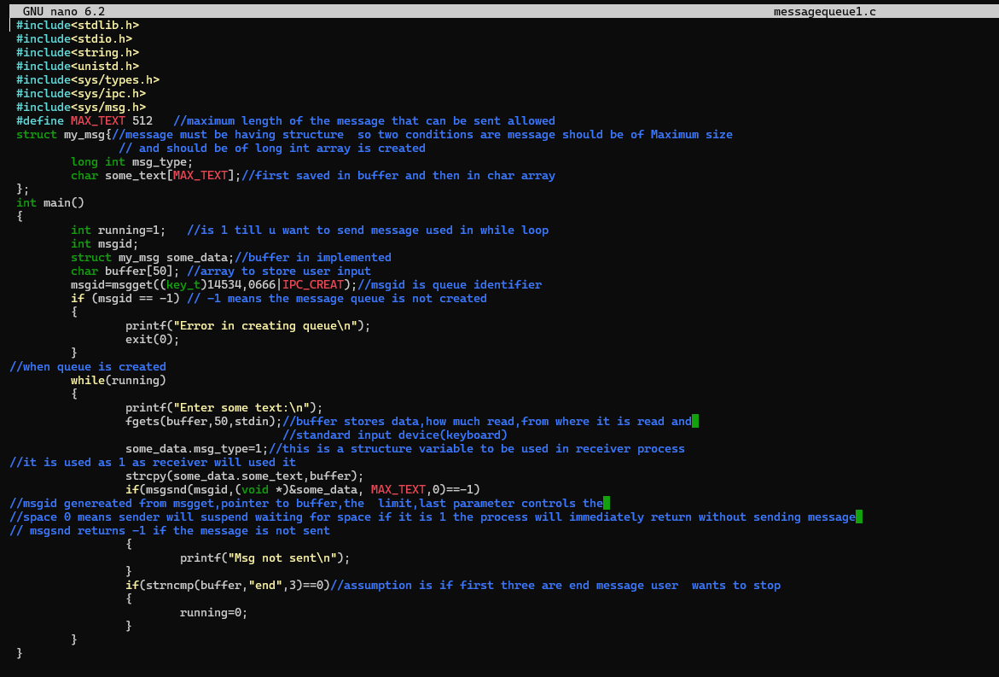 GNU nano 6.2 messagequeue1.c
#include<stdlib.h>
#include<stdio.h>
#include<string.h>
#include<unistd.h>
#include<sys/types.h>
#include<sys/ipc.h>
#include<sys/msg.h>
#define MAX_TEXT 512   //maximum length of the message that can be sent allowed
struct my_msg{//message must be having structure  so two conditions are message should be of Maximum size
               // and should be of long int array is created
        long int msg_type;
        char some_text[MAX_TEXT];//first saved in buffer and then in char array
};
int main()
{
        int running=1;   //is 1 till u want to send message used in while loop
        int msgid;
        struct my_msg some_data;//buffer in implemented
        char buffer[50]; //array to store user input
        msgid=msgget((key_t)14534,0666|IPC_CREAT);//msgid is queue identifier
        if (msgid == -1) // -1 means the message queue is not created
        {
                printf("Error in creating queue\n");
                exit(0);
        }
//when queue is created
        while(running)
        {
                printf("Enter some text:\n");
                fgets(buffer,50,stdin);//buffer stores data,how much read,from where it is read and
                                       //standard input device(keyboard)
                some_data.msg_type=1;//this is a structure variable to be used in receiver process
//it is used as 1 as receiver will used it
                strcpy(some_data.some_text,buffer);
                if(msgsnd(msgid,(void *)&some_data, MAX_TEXT,0)==-1)
//msgid genereated from msgget,pointer to buffer,the  limit,last parameter controls the
//space 0 means sender will suspend waiting for space if it is 1 the process will immediately return without sending message
// msgsnd returns -1 if the message is not sent
                {
                        printf("Msg not sent\n");
                }
                if(strncmp(buffer,"end",3)==0)//assumption is if first three are end message user  wants to stop
                {
                        running=0;
                }
        }
}